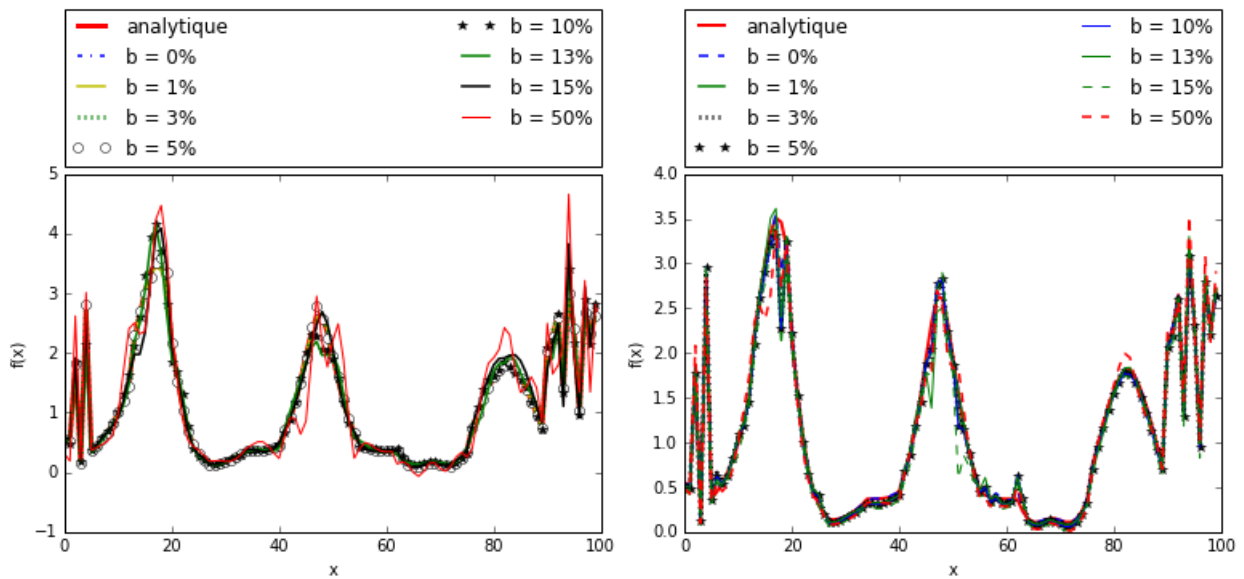 analytique
b = 0%
b = 1%
b = 3%
b = 5%
b = 10%
b = 13%
b = 15%
b = 50%
5
4
3
2
1
0
−1
f(x)
0 20 40 60 80 100
x
analytique
b = 0%
b = 1%
b = 3%
b = 5%
b = 10%
b = 13%
b = 15%
b = 50%
4.0
3.5
3.0
2.5
2.0
1.5
1.0
0.5
0.0
f(x)
0 20 40 60 80 100
x